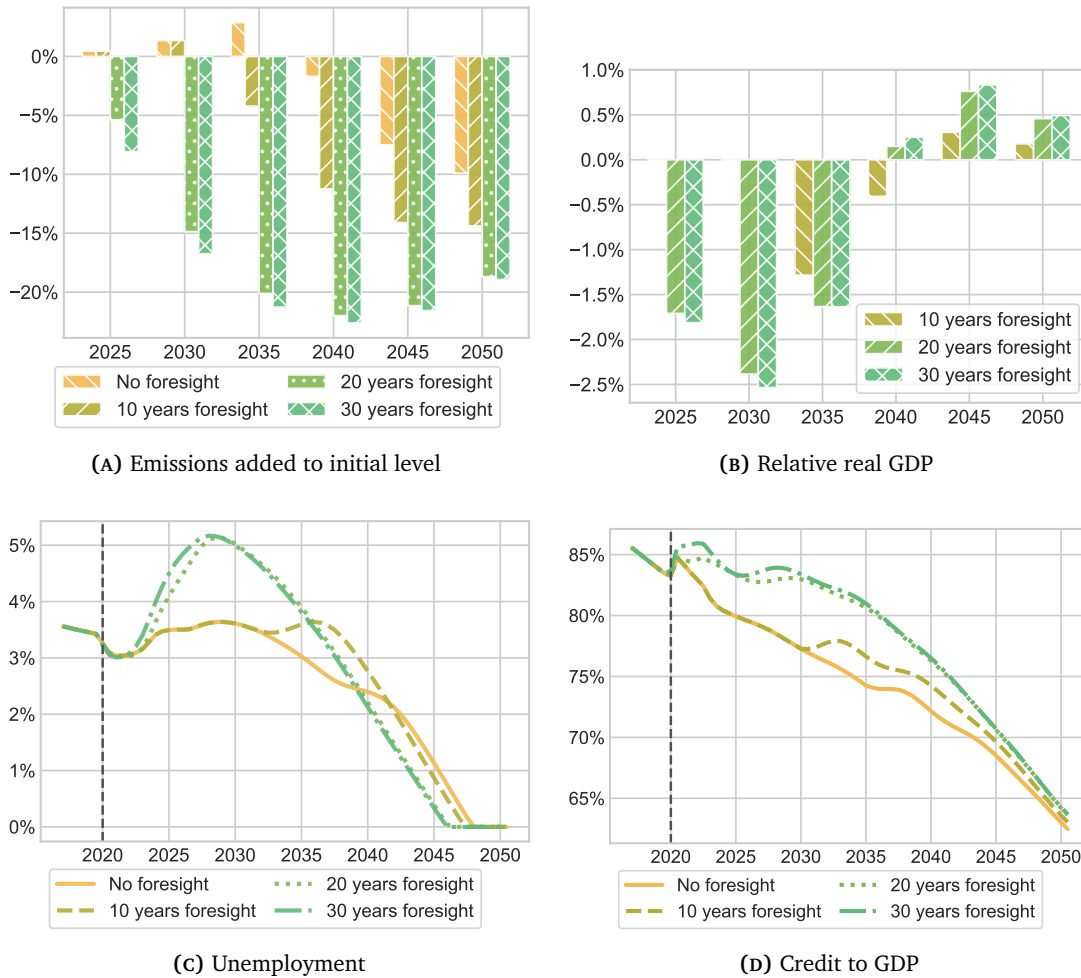 0%
−5%
−10%
−15%
−20%
2025 2030 2035 2040 2045 2050
No foresight 20 years foresight
10 years foresight 30 years foresight
(A) Emissions added to initial level
1.0%
0.5%
0.0%
−0.5%
−1.0%
−1.5%
−2.0%
−2.5%
10 years foresight
20 years foresight
30 years foresight
2025 2030 2035 2040 2045 2050
(B) Relative real GDP
5%
4%
3%
2%
1%
0%
2020 2025 2030 2035 2040 2045 2050
No foresight 20 years foresight
10 years foresight 30 years foresight
(C) Unemployment
85%
80%
75%
70%
65%
2020 2025 2030 2035 2040 2045 2050
No foresight 20 years foresight
10 years foresight 30 years foresight
(D) Credit to GDP